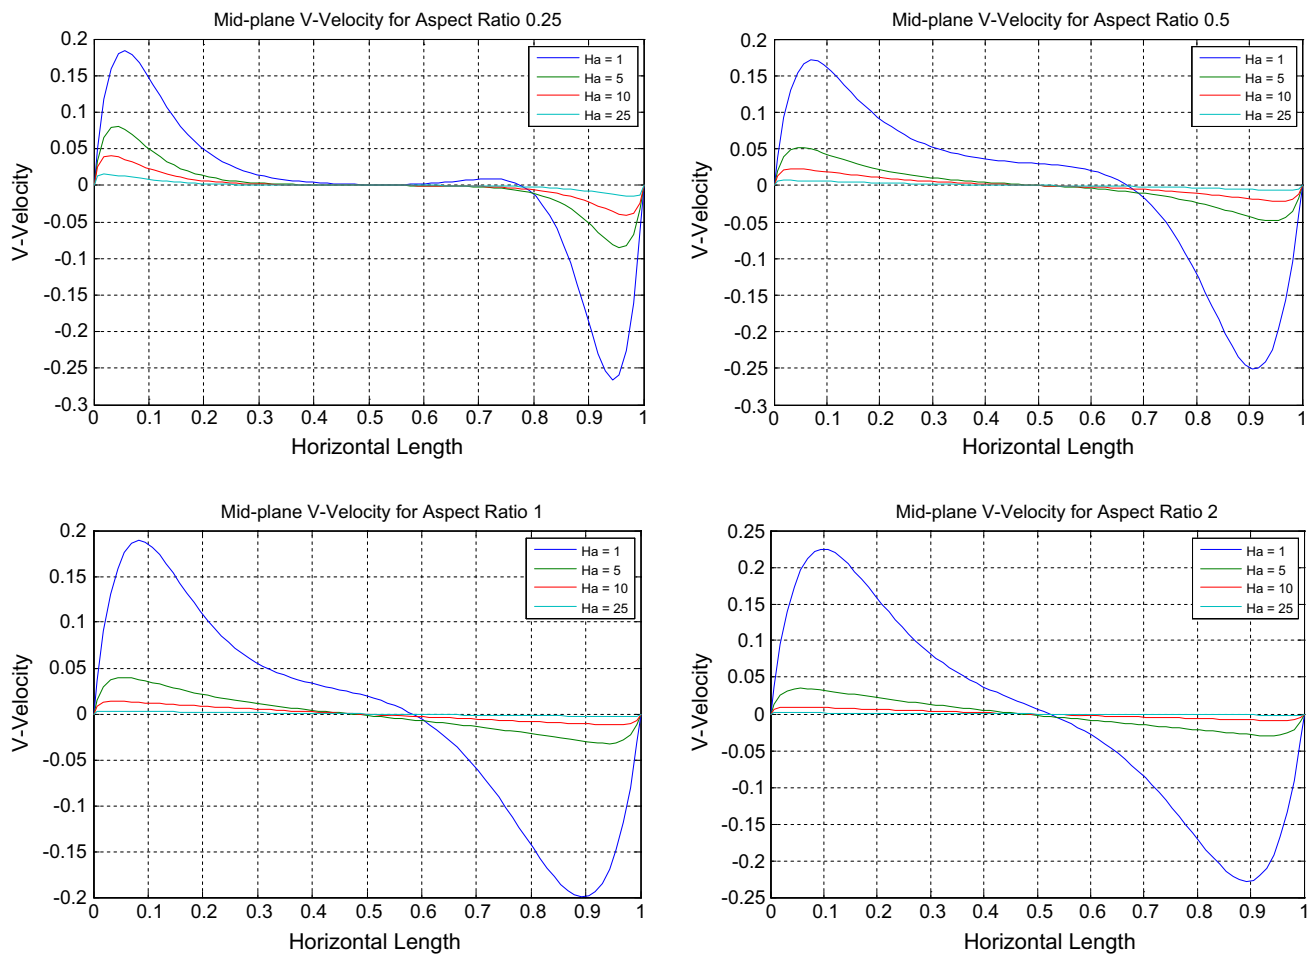 Mid-plane V-Velocity for Aspect Ratio 0.25
0.2
0.15
0.1
0.05
0
-0.05
-0.1
-0.15
-0.2
-0.25
-0.3
V-Velocity
Ha = 1
Ha = 5
Ha = 10
Ha = 25
0 0.1 0.2 0.3 0.4 0.5 0.6 0.7 0.8 0.9 1
Horizontal Length
Mid-plane V-Velocity for Aspect Ratio 0.5
0.2
0.15
0.1
0.05
0
-0.05
-0.1
-0.15
-0.2
-0.25
-0.3
V-Velocity
Ha = 1
Ha = 5
Ha = 10
Ha = 25
0 0.1 0.2 0.3 0.4 0.5 0.6 0.7 0.8 0.9 1
Horizontal Length
Mid-plane V-Velocity for Aspect Ratio 1
0.2
0.15
0.1
0.05
0
-0.05
-0.1
-0.15
-0.2
V-Velocity
Ha = 1
Ha = 5
Ha = 10
Ha = 25
0 0.1 0.2 0.3 0.4 0.5 0.6 0.7 0.8 0.9 1
Horizontal Length
Mid-plane V-Velocity for Aspect Ratio 2
0.25
0.2
0.15
0.1
0.05
0
-0.05
-0.1
-0.15
-0.2
-0.25
V-Velocity
Ha = 1
Ha = 5
Ha = 10
Ha = 25
0 0.1 0.2 0.3 0.4 0.5 0.6 0.7 0.8 0.9 1
Horizontal Length